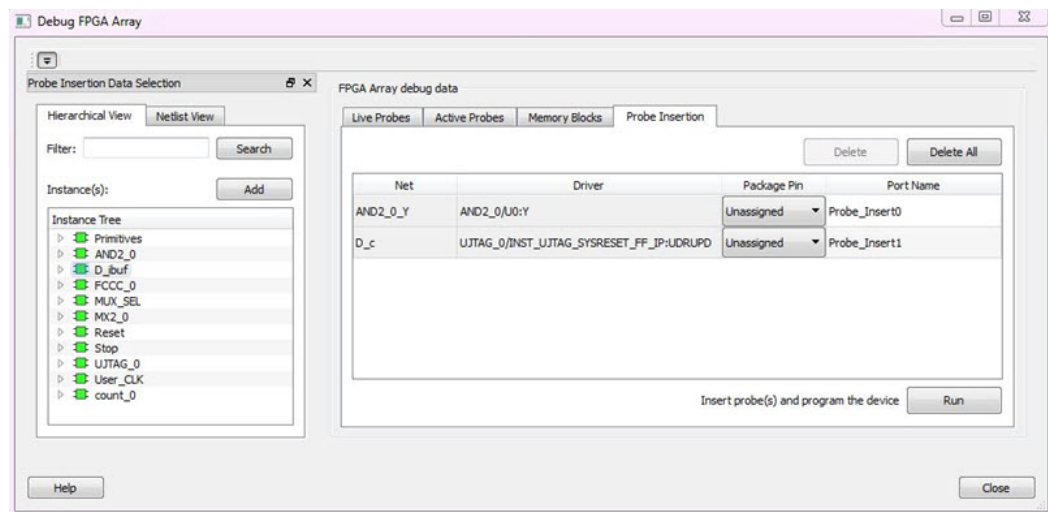 Debug FPGA Array
Probe Insertion Data Selection
Hierarchical View Netlist View
Filter: Search
Instance(s): Add
Instance Tree
Primitives
AND2_0
D_ibuf
FCCC_0
MUX_SEL
MX2_0
Reset
Stop
UJTAG_0
User_CLK
count_0
FPGA Array debug data
Live Probes Active Probes Memory Blocks Probe Insertion
Delete Delete All
Net Driver Package Pin Port Name
AND2_0_Y AND2_0/U0:Y Unassigned Probe_Insert0
D_c UJTAG_0/INST_UJTAG_SYSRESET_FF_IP:UDRUPD Unassigned Probe_Insert1
Insert probe(s) and program the device Run
Help Close